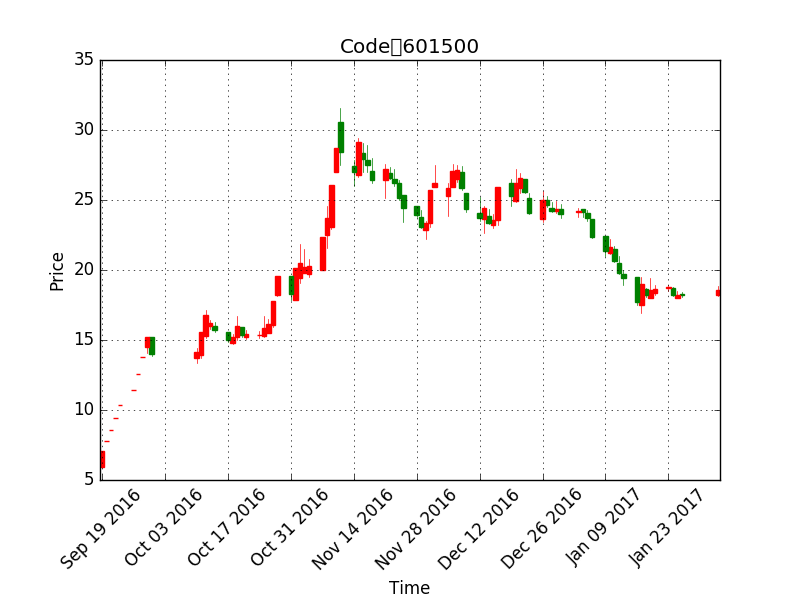 Code▯601500
35
30
25
20
15
10
5
Price
Sep 19 2016
Oct 03 2016
Oct 17 2016
Oct 31 2016
Nov 14 2016
Nov 28 2016
Dec 12 2016
Dec 26 2016
Jan 09 2017
Jan 23 2017
Time